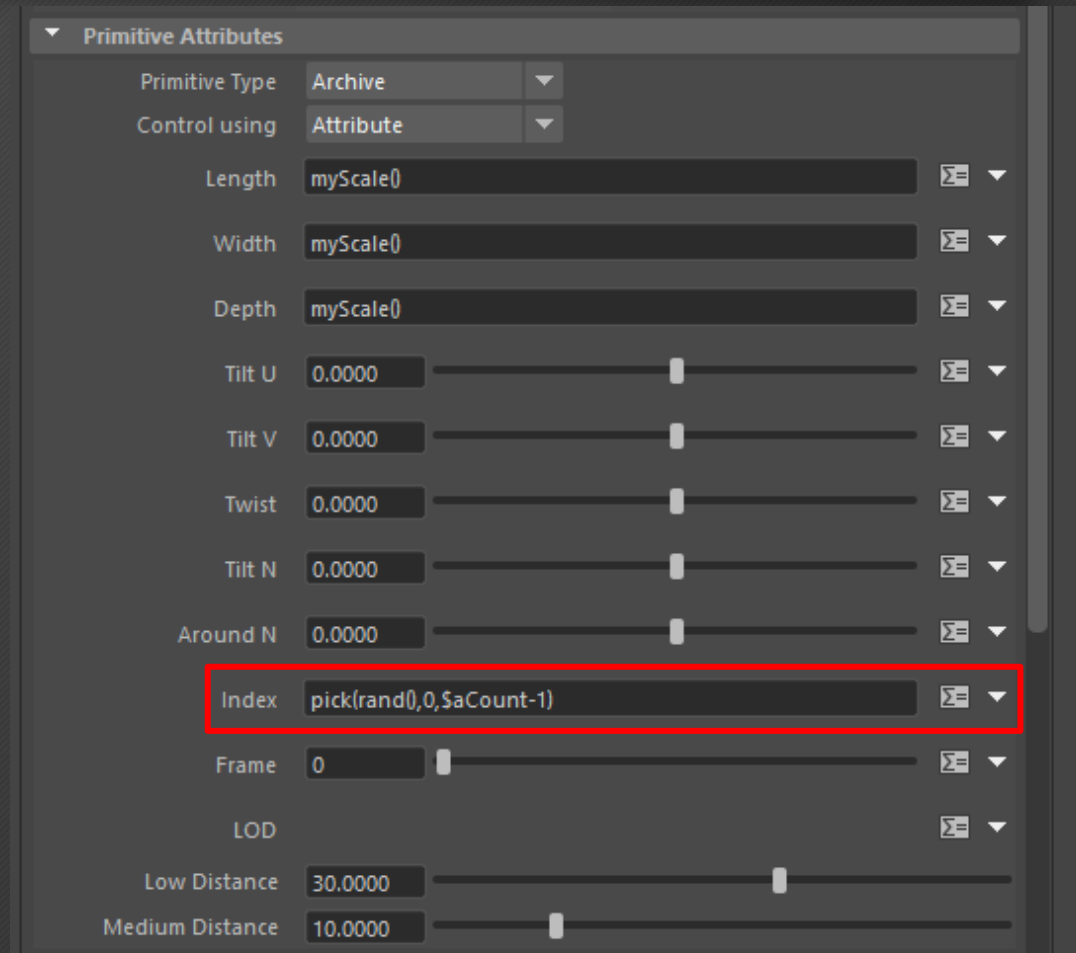 Primitive Attributes
Primitive Type Archive
Control using Attribute
Length myScale() Σ=
Width myScale() Σ=
Depth myScale() Σ=
Tilt U 0.0000 Σ=
Tilt V 0.0000 Σ=
Twist 0.0000 Σ=
Tilt N 0.0000 Σ=
Around N 0.0000 Σ=
Index pick(rand(),0,$aCount-1) Σ=
Frame 0 Σ=
LOD Σ=
Low Distance 30.0000
Medium Distance 10.0000